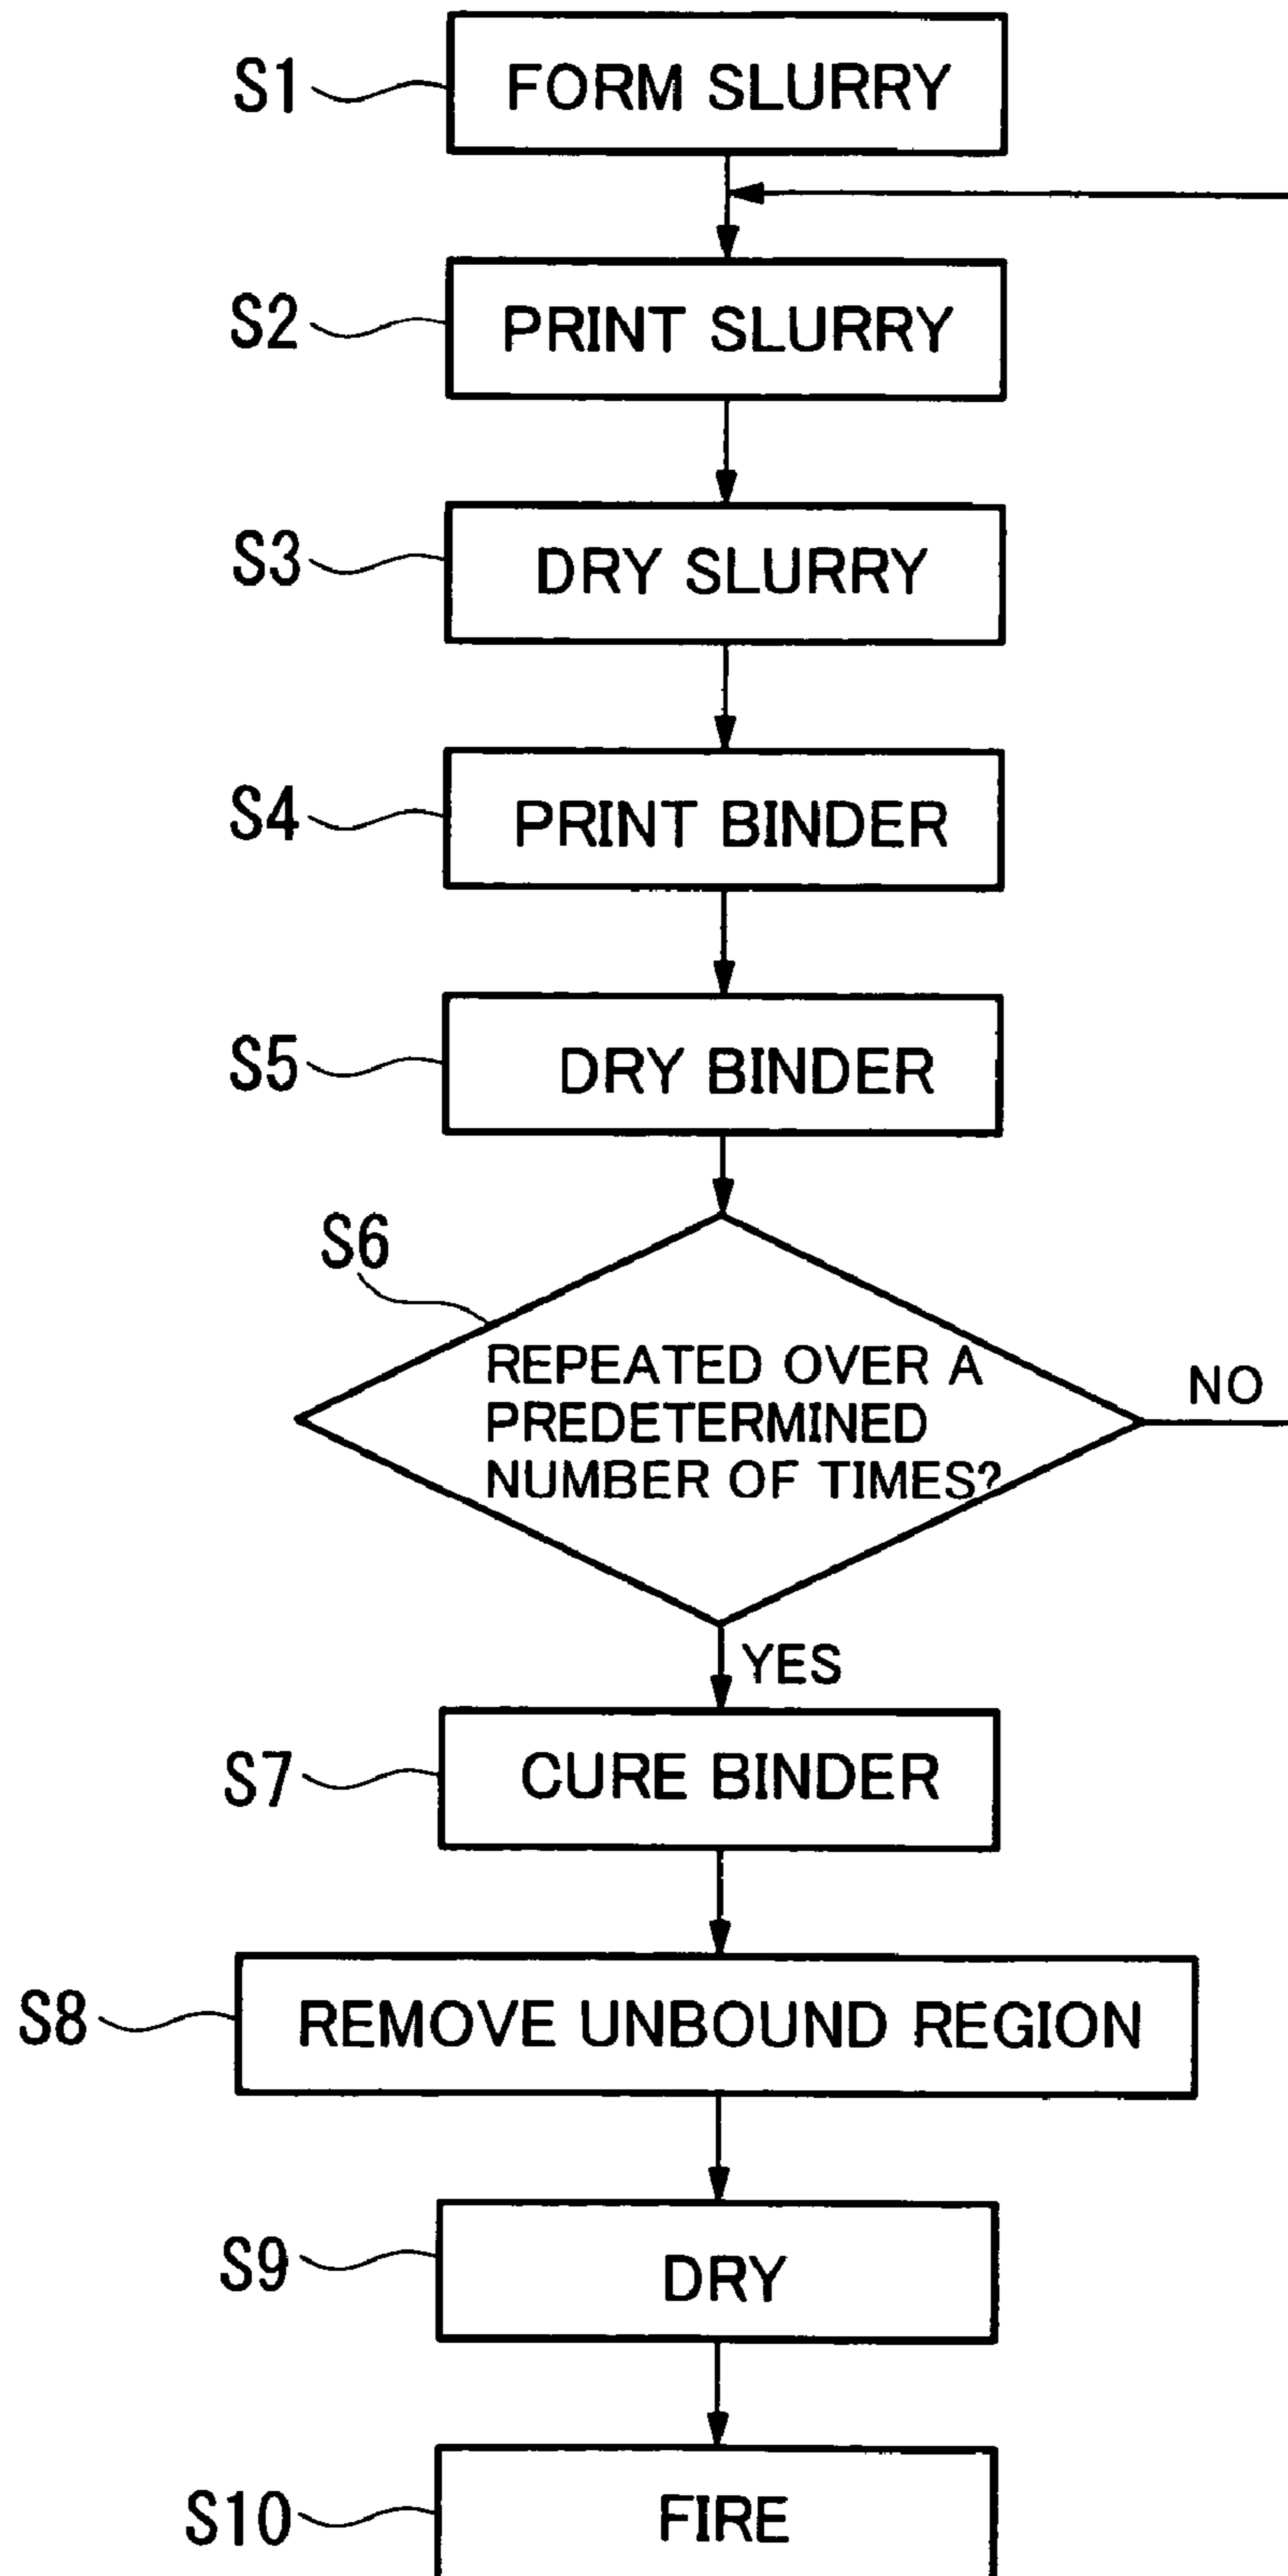 S1 FORM SLURRY
S2 PRINT SLURRY
S3 DRY SLURRY
S4 PRINT BINDER
S5 DRY BINDER
S6
REPEATED OVER A
PREDETERMINED
NUMBER OF TIMES?
NO
YES
S7 CURE BINDER
S8 REMOVE UNBOUND REGION
S9 DRY
S10 FIRE